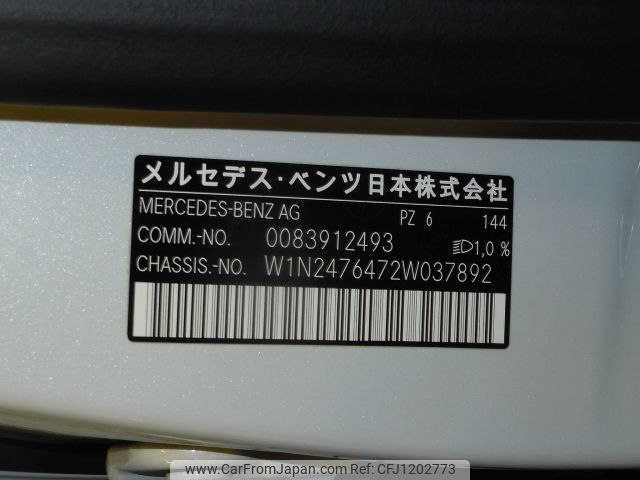 メルセデス・ベンツ日本株式会社
MERCEDES-BENZ AG PZ 6 144
COMM.-NO. 0083912493 1,0 %
CHASSIS.-NO. W1N2476472W037892
www.CarFromJapan.com - CFJ1202773